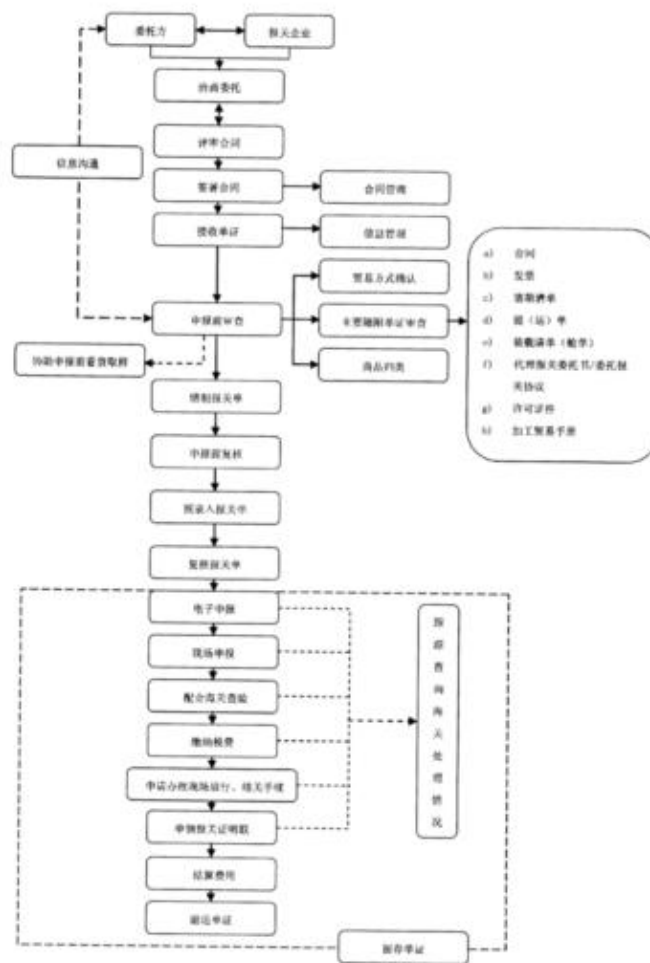 委托方
报关企业
洽商委托
评审合同
信息沟通
签署合同
合同管理
接收单证
信息管理
贸易方式确认
申报前审查
主要随附单证审查
商品归类
协助申报前看货取样
a) 合同
b) 发票
c) 装箱清单
d) 提（运）单
e) 装载清单（舱单）
f) 代理报关委托书/委托报
关协议
g) 许可证件
h) 加工贸易手册
填制报关单
申报前复核
预录入报关单
复核报关单
电子申报
现场申报
配合海关查验
缴纳税费
申请办理现场放行、结关手续
申领报关证明联
结算费用
退还单证
跟踪查询海关处理情况
留存单证